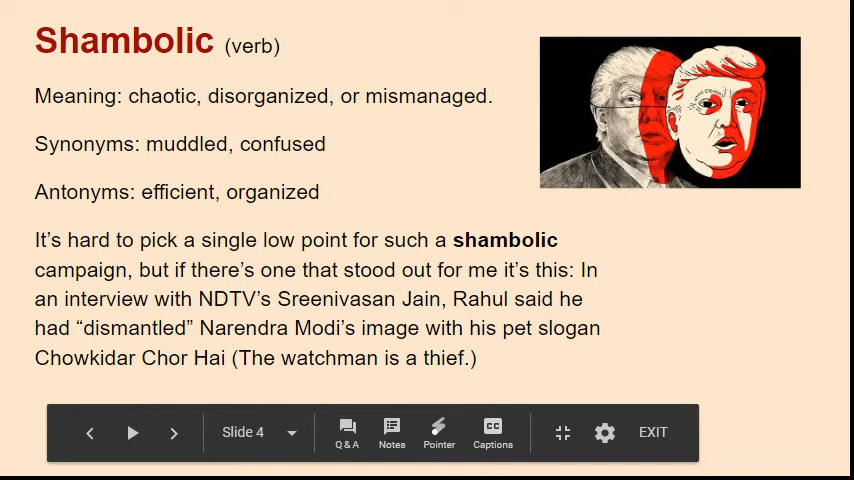 Shambolic (verb)
Meaning: chaotic, disorganized, or mismanaged.
Synonyms: muddled, confused
Antonyms: efficient, organized
It’s hard to pick a single low point for such a shambolic
campaign, but if there’s one that stood out for me it’s this: In
an interview with NDTV’s Sreenivasan Jain, Rahul said he
had “dismantled” Narendra Modi’s image with his pet slogan
Chowkidar Chor Hai (The watchman is a thief.)
Slide 4
Q & A
Notes
Pointer
CC
Captions
EXIT